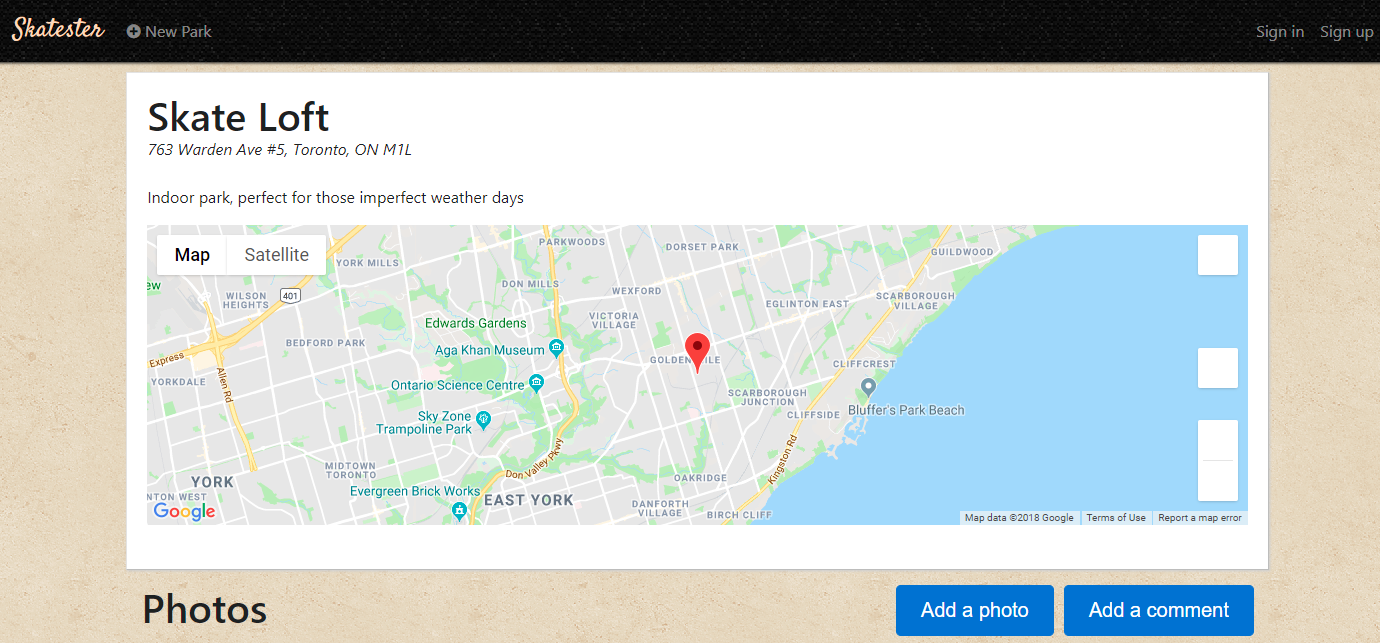 Skatester
New Park
Sign in
Sign up
Skate Loft
763 Warden Ave #5, Toronto, ON M1L
Indoor park, perfect for those imperfect weather days
Map
Satellite
PARKWOODS
DORSET PARK
GUILDWOOD
YORK MILLS
ew
WILSON
HEIGHTS
401
DON MILLS
WEXFORD
EGLINTON EAST
SCARBOROUGH
VILLAGE
VICTORIA
VILLAGE
Edwards Gardens
BEDFORD PARK
Aga Khan Museum
Express
CLIFFCREST
YORKDALE
Allen Rd
Ontario Science Centre
SCARBOROUGH
JUNCTION
CLIFFSIDE
Bluffer's Park Beach
Sky Zone
Trampoline Park
Kingston Rd
Don Valley Pkwy
MIDTOWN
TORONTO
OAKRIDGE
YORK
NTON WEST
Evergreen Brick Works
EAST YORK
DANFORTH
VILLAGE
BIRCH CLIFF
Google
Map data ©2018 Google
Terms of Use
Report a map error
Photos
Add a photo
Add a comment